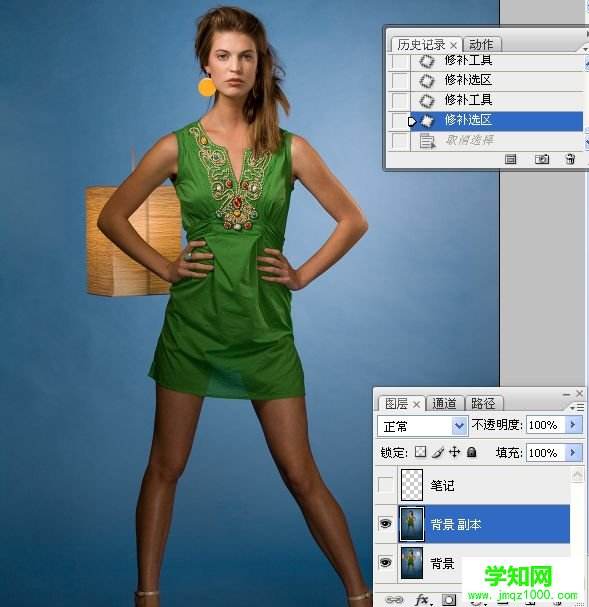 历史记录 × 动作
修补工具
修补选区
修补工具
修补选区
取消选择
图层 × 通道 路径
正常 不透明度: 100%
锁定: 填充: 100%
笔记
背景 副本
背景
fx.
学知网
www.jmqz1000.com